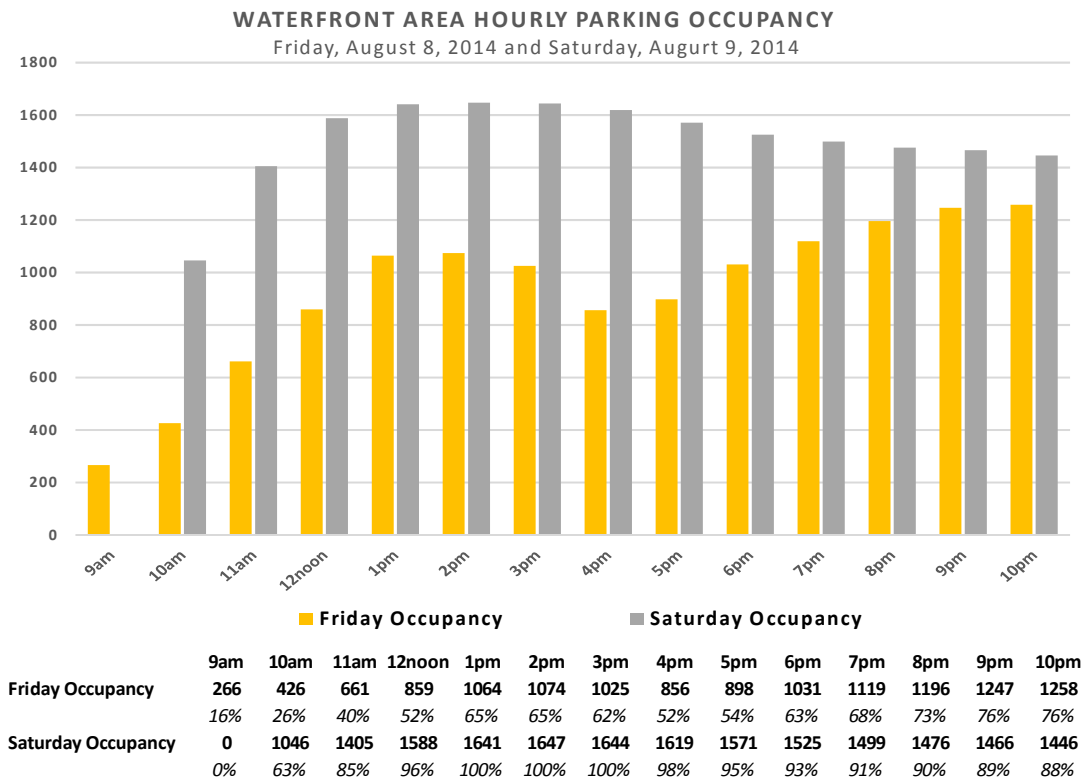 WATERFRONT AREA HOURLY PARKING OCCUPANCY
Friday, August 8, 2014 and Saturday, Augurt 9, 2014
1800
1600
1400
1200
1000
800
600
400
200
0
9am 10am 11am 12noon 1pm 2pm 3pm 4pm 5pm 6pm 7pm 8pm 9pm 10pm
Friday Occupancy Saturday Occupancy
9am 10am 11am 12noon 1pm 2pm 3pm 4pm 5pm 6pm 7pm 8pm 9pm 10pm
Friday Occupancy 266 426 661 859 1064 1074 1025 856 898 1031 1119 1196 1247 1258
16% 26% 40% 52% 65% 65% 62% 52% 54% 63% 68% 73% 76% 76%
Saturday Occupancy 0 1046 1405 1588 1641 1647 1644 1619 1571 1525 1499 1476 1466 1446
0% 63% 85% 96% 100% 100% 100% 98% 95% 93% 91% 90% 89% 88%